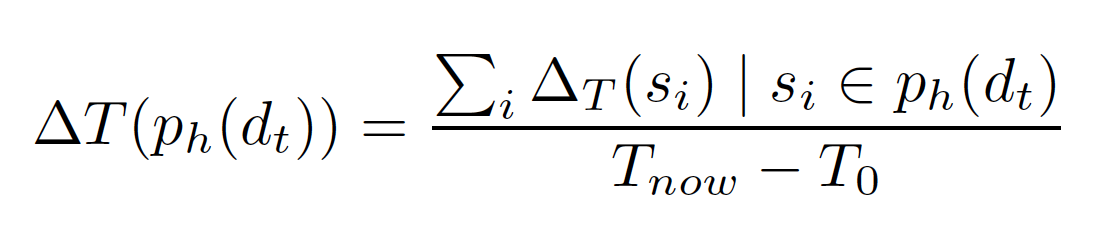 ΔT(p_h(d_t)) = \frac{\sum_i Δ_T(s_i) | s_i ∈ p_h(d_t)}{T_{now} − T_0}